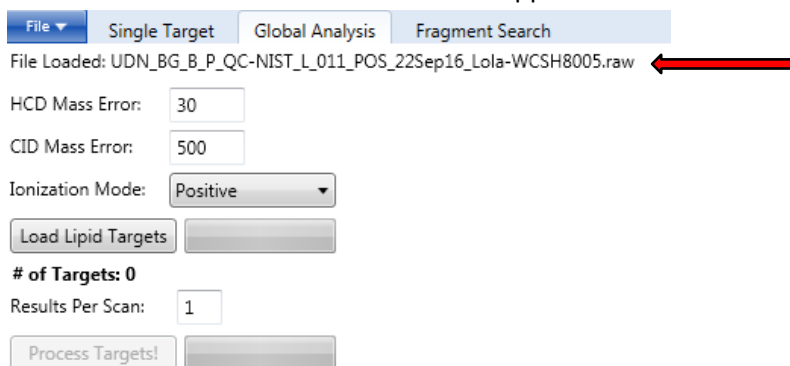 File Single Target Global Analysis Fragment Search
File Loaded: UDN_BG_B_P_QC-NIST_L_011_POS_22Sep16_Lola-WCSH8005.raw
HCD Mass Error: 30
CID Mass Error: 500
Ionization Mode: Positive
Load Lipid Targets
# of Targets: 0
Results Per Scan: 1
Process Targets!